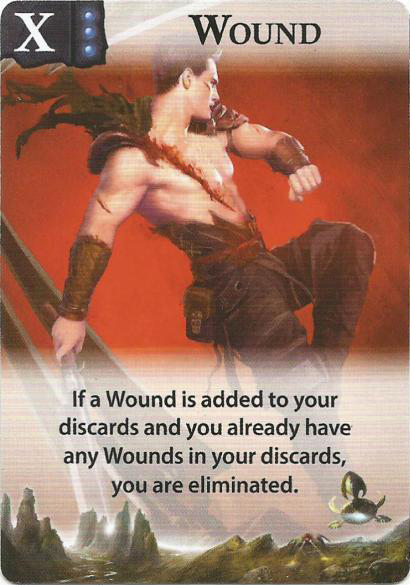 X
WOUND
If a Wound is added to your
discards and you already have
any Wounds in your discards,
you are eliminated.